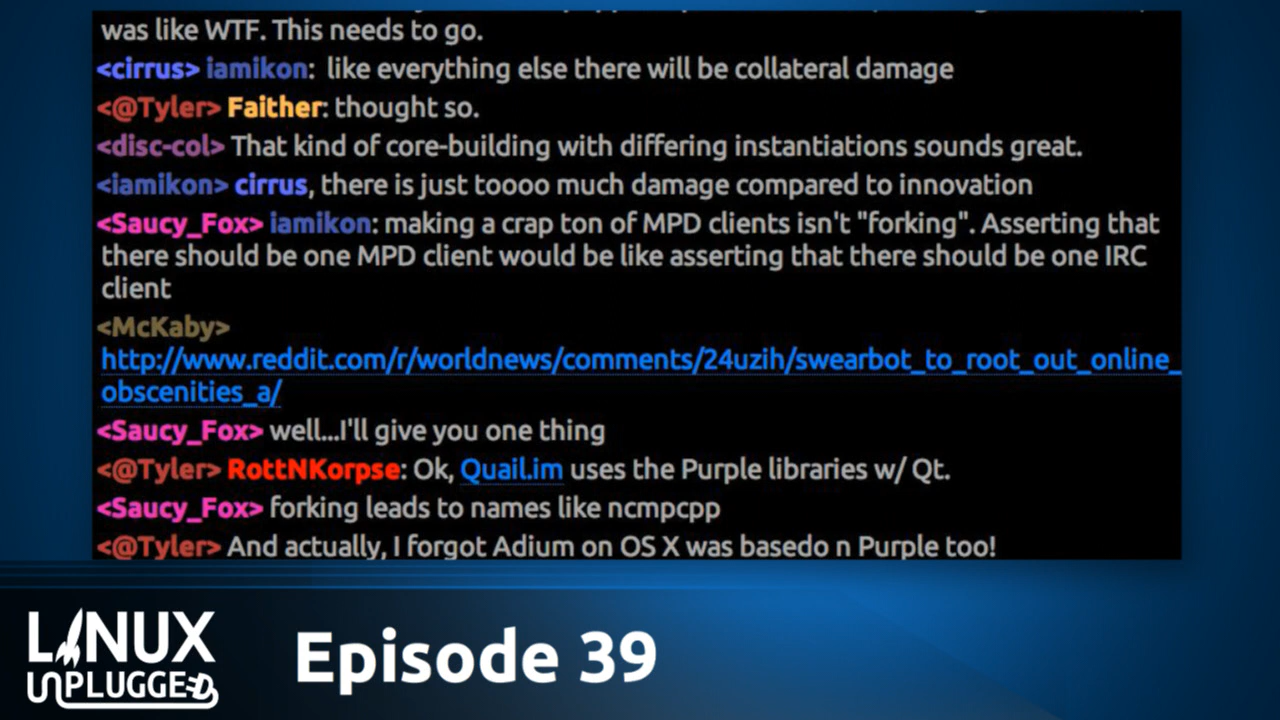 was like WTF. This needs to go.
<cirrus> iamikon:  like everything else there will be collateral damage
<@Tyler> Faither: thought so.
<disc-col> That kind of core-building with differing instantiations sounds great.
<iamikon> cirrus, there is just toooo much damage compared to innovation
<Saucy_Fox> iamikon: making a crap ton of MPD clients isn't "forking". Asserting that
there should be one MPD client would be like asserting that there should be one IRC
client
<McKaby>
http://www.reddit.com/r/worldnews/comments/24uzih/swearbot_to_root_out_online_
obscenities_a/
<Saucy_Fox> well...I'll give you one thing
<@Tyler> RottNKorpse: Ok, Quail.im uses the Purple libraries w/ Qt.
<Saucy_Fox> forking leads to names like ncmpcpp
<@Tyler> And actually, I forgot Adium on OS X was basedo n Purple too!
LINUX
UNPLUGGED
Episode 39